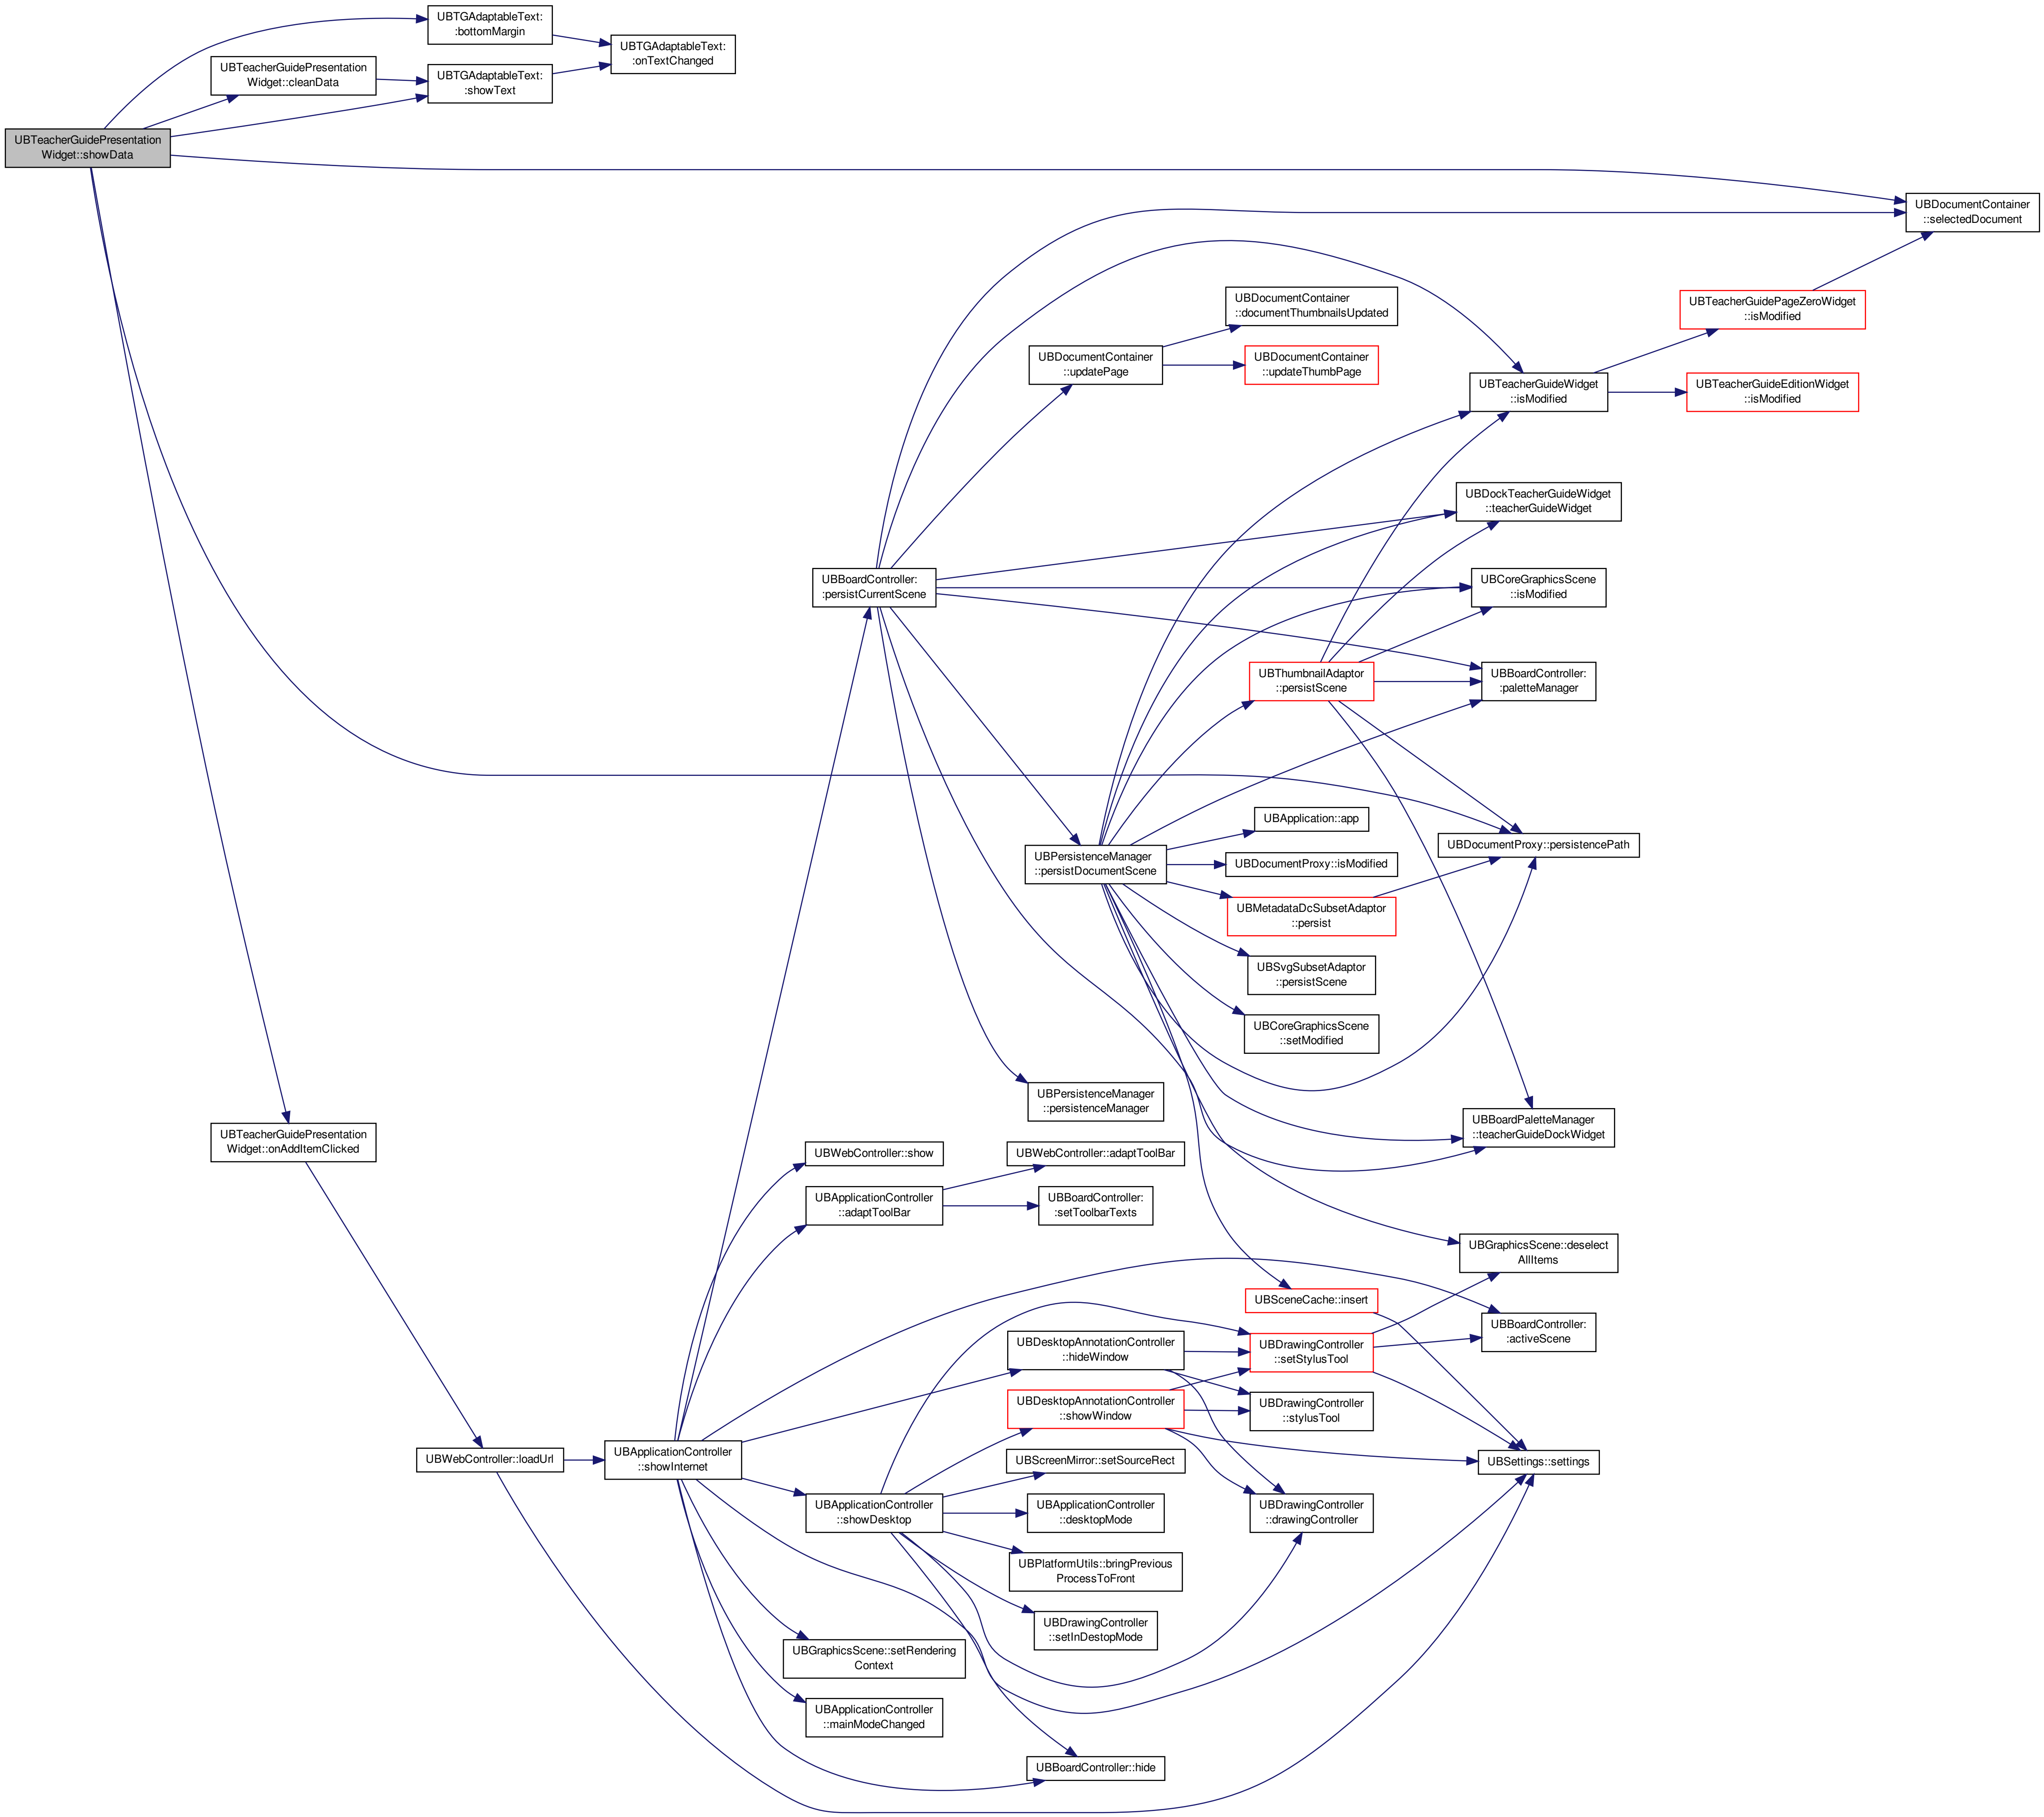 UBTGAdaptableText:
:bottomMargin
UBTGAdaptableText:
:onTextChanged
UBTeacherGuidePresentation
Widget::cleanData
UBTGAdaptableText:
:showText
UBTeacherGuidePresentation
Widget::showData
UBDocumentContainer
::selectedDocument
UBDocumentContainer
::documentThumbnailsUpdated
UBTeacherGuidePageZeroWidget
::isModified
UBDocumentContainer
::updatePage
UBDocumentContainer
::updateThumbPage
UBTeacherGuideWidget
::isModified
UBTeacherGuideEditionWidget
::isModified
UBDockTeacherGuideWidget
::teacherGuideWidget
UBBoardController:
:persistCurrentScene
UBCoreGraphicsScene
::isModified
UBThumbnailAdaptor
::persistScene
UBBoardController:
:paletteManager
UBApplication::app
UBDocumentProxy::persistencePath
UBPersistenceManager
::persistDocumentScene
UBDocumentProxy::isModified
UBMetadataDcSubsetAdaptor
::persist
UBSvgSubsetAdaptor
::persistScene
UBCoreGraphicsScene
::setModified
UBPersistenceManager
::persistenceManager
UBBoardPaletteManager
::teacherGuideDockWidget
UBTeacherGuidePresentation
Widget::onAddItemClicked
UBWebController::show
UBWebController::adaptToolBar
UBApplicationController
::adaptToolBar
UBBoardController:
:setToolbarTexts
UBGraphicsScene::deselect
AllItems
UBSceneCache::insert
UBBoardController:
:activeScene
UBDesktopAnnotationController
::hideWindow
UBDrawingController
::setStylusTool
UBDesktopAnnotationController
::showWindow
UBDrawingController
::stylusTool
UBWebController::loadUrl
UBApplicationController
::showInternet
UBScreenMirror::setSourceRect
UBSettings::settings
UBApplicationController
::showDesktop
UBApplicationController
::desktopMode
UBDrawingController
::drawingController
UBPlatformUtils::bringPrevious
ProcessToFront
UBDrawingController
::setInDestopMode
UBGraphicsScene::setRendering
Context
UBApplicationController
::mainModeChanged
UBBoardController::hide